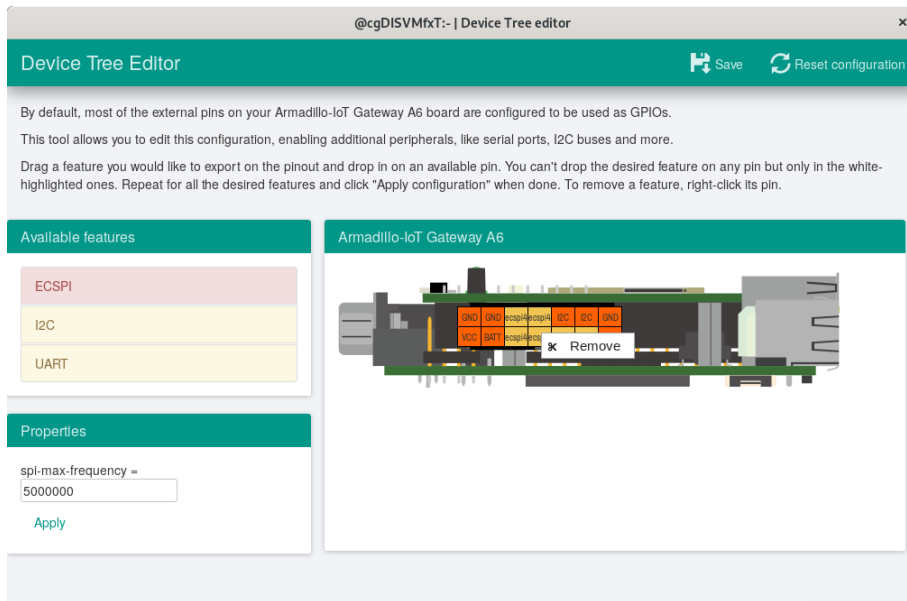 @cgDISVMfxT:~ | Device Tree editor
×
Device Tree Editor
Save
Reset configuration
By default, most of the external pins on your Armadillo-IoT Gateway A6 board are configured to be used as GPIOs.
This tool allows you to edit this configuration, enabling additional peripherals, like serial ports, I2C buses and more.
Drag a feature you would like to export on the pinout and drop in on an available pin. You can't drop the desired feature on any pin but only in the white-
highlighted ones. Repeat for all the desired features and click "Apply configuration" when done. To remove a feature, right-click its pin.
Available features
Armadillo-IoT Gateway A6
ECSPI
I2C
UART
GND GND ecspi4 ecspi4 I2C I2C GND
VCC BATT ecspi4
Remove
Properties
spi-max-frequency =
5000000
Apply